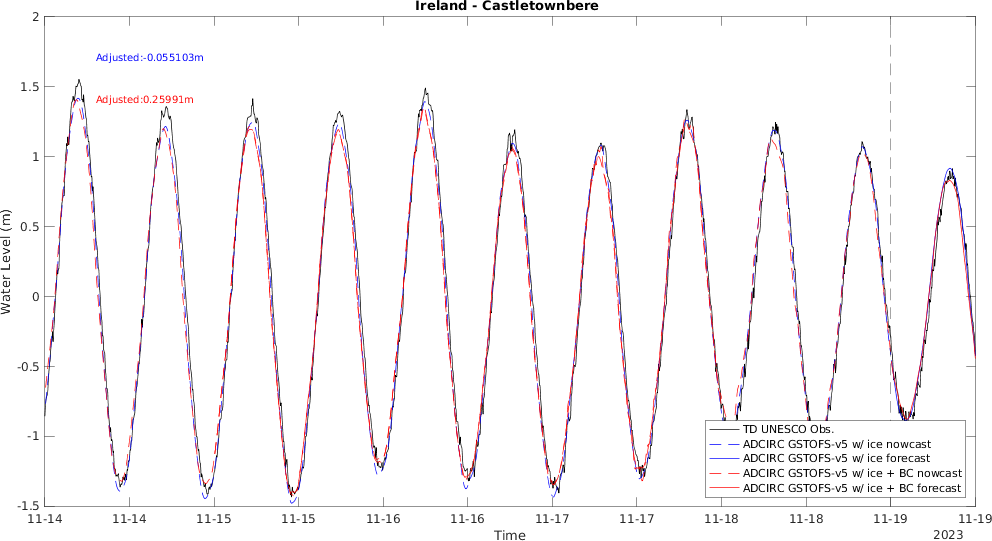 Ireland - Castletownbere
Adjusted:-0.055103m
Adjusted:0.25991m
Water Level (m)
2
1.5
1
0.5
0
-0.5
-1
-1.5
TD UNESCO Obs.
ADCIRC GSTOFS-v5 w/ ice nowcast
ADCIRC GSTOFS-v5 w/ ice forecast
ADCIRC GSTOFS-v5 w/ ice + BC nowcast
ADCIRC GSTOFS-v5 w/ ice + BC forecast
11-14 11-14 11-15 11-15 11-16 11-16 11-17 11-17 11-18 11-18 11-19 11-19
Time
2023